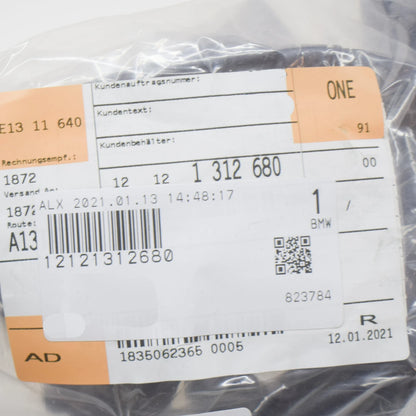 Kundenauftragsnummer:
ONE
E13 11 640
Kundentext:
91
Rechnungsempf.:
Kundenbehälter:
1872
12 12 1 312 680
00
Versand An:
1872
ALX 2021.01.13 14:48:17
1
/
Route:
BMW
A13
12121312680
823784
R
AD
12.01.2021
1835062365 0005